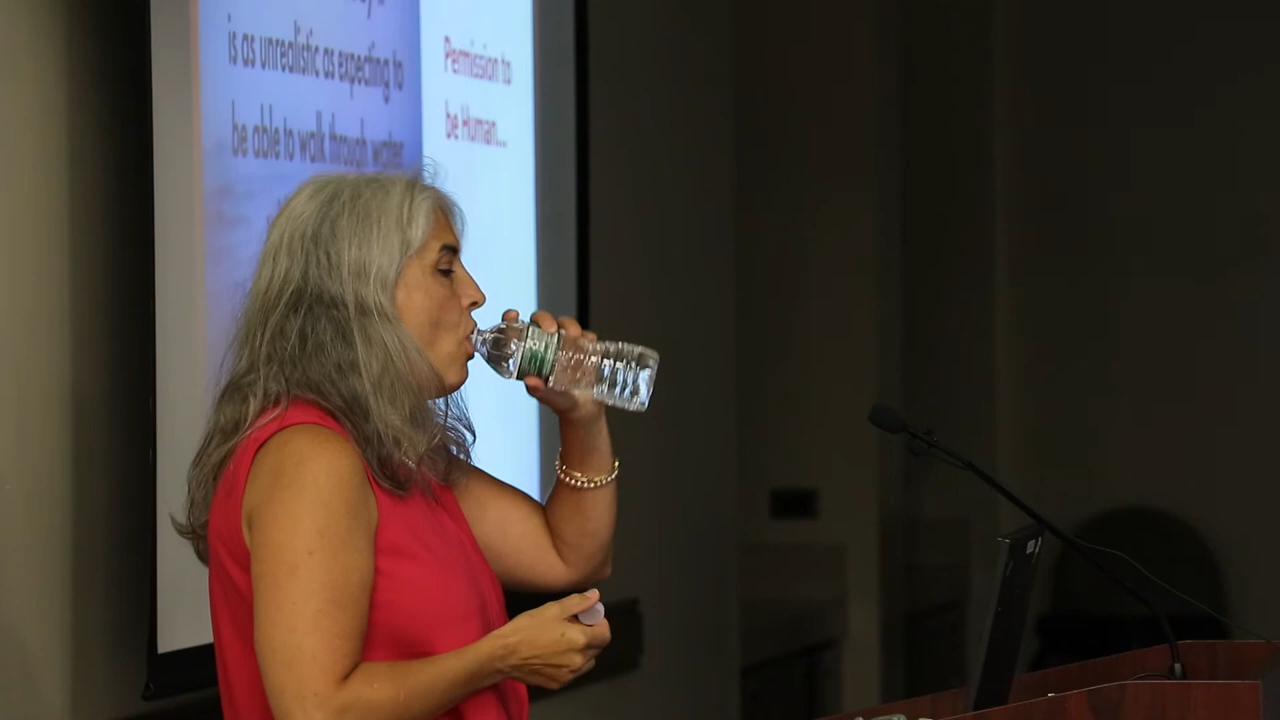 is as unrealistic as expecting to
be able to walk through water
Permission to
be Human...